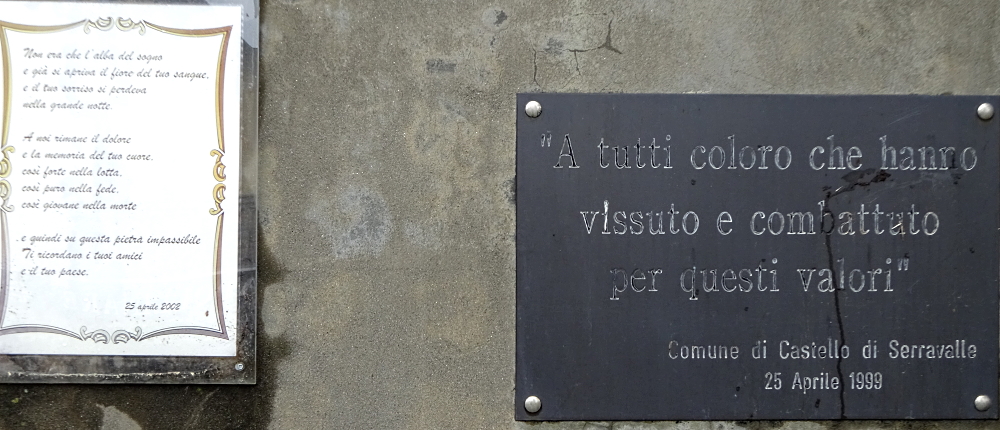 Non era che l'alba del sogno
e già si apriva il fiore del tuo sangue,
e il tuo sorriso si perdeva
nella grande notte.
A noi rimane il dolore
e la memoria del tuo cuore,
così forte nella lotta,
così puro nella fede,
così giovane nella morte
e quindi su questa pietra impassibile
Ti ricordano i tuoi amici
e il tuo paese.
25 aprile 2002
"A tutti coloro che hanno
vissuto e combattuto
per questi valori"
Comune di Castello di Serravalle
25 Aprile 1999